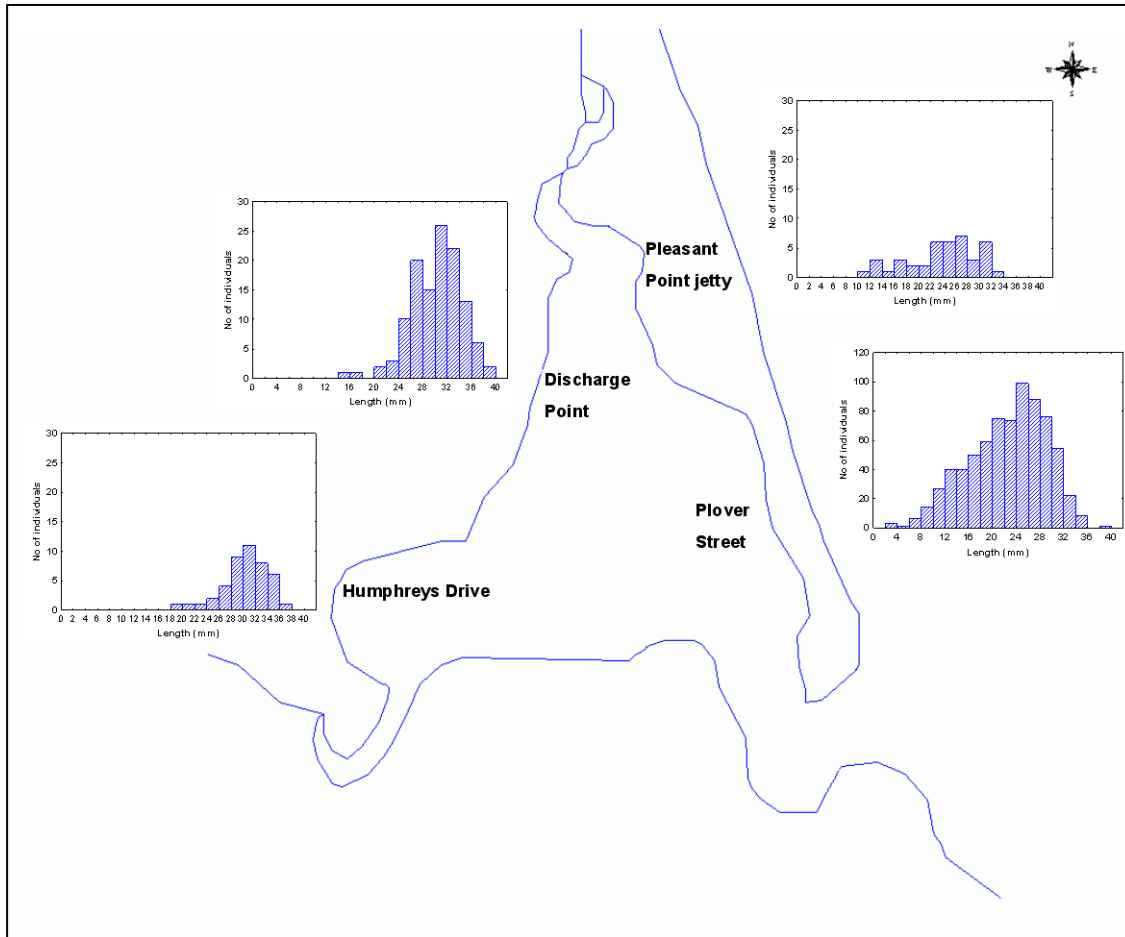 N
W E
S
30
25
20
15
10
5
0
No of individuals
0 2 4 6 8 10 12 14 16 18 20 22 24 26 28 30 32 34 36 38 40
Length (mm)
30
25
20
15
10
5
0
No of individuals
0 4 8 12 16 20 24 28 32 36 40
Length (mm)
Pleasant
Point jetty
Discharge
Point
120
100
80
60
40
20
0
No of individuals
0 4 8 12 16 20 24 28 32 36 40
Length (mm)
30
25
20
15
10
5
0
No of individuals
0 2 4 6 8 10 12 14 16 18 20 22 24 26 28 30 32 34 36 38 40
Length (mm)
Plover
Street
Humphreys Drive